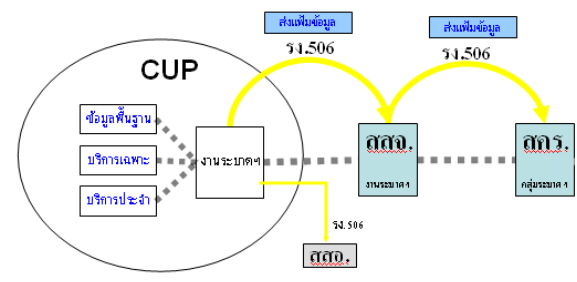 ส่งแฟ้มข้อมูล
ส่งแฟ้มข้อมูล
รง.506
รง.506
CUP
ข้อมูลพื้นฐาน
บริการเฉพาะ
บริการประจำ
งานระบาดฯ
สสจ.
งานระบาดฯ
สคร.
กลุ่มระบาดฯ
รง.506
สสอ.